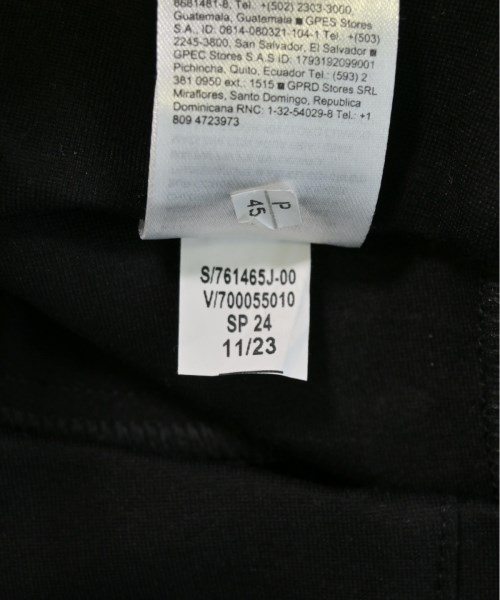 8681481-8, Tel. +(502) 2303-3000,
Guatemala, Guatemala ■ GPES Stores
S.A., ID: 0614-080321-104-1 Tel: +(503)
2245-3800, San Salvador, El Salvador ■
GPEC Stores S.A.S ID: 1793192099001
Pichincha, Quito, Ecuador Tel.: (593) 2
381 0950 ext.: 1515 ■ GPRD Stores SRL
Miraflores, Santo Domingo, Republica
Dominicana RNC: 1-32-54029-8 Tel.: +1
809 4723973
P
45
S/761465J-00
V/700055010
SP 24
11/23